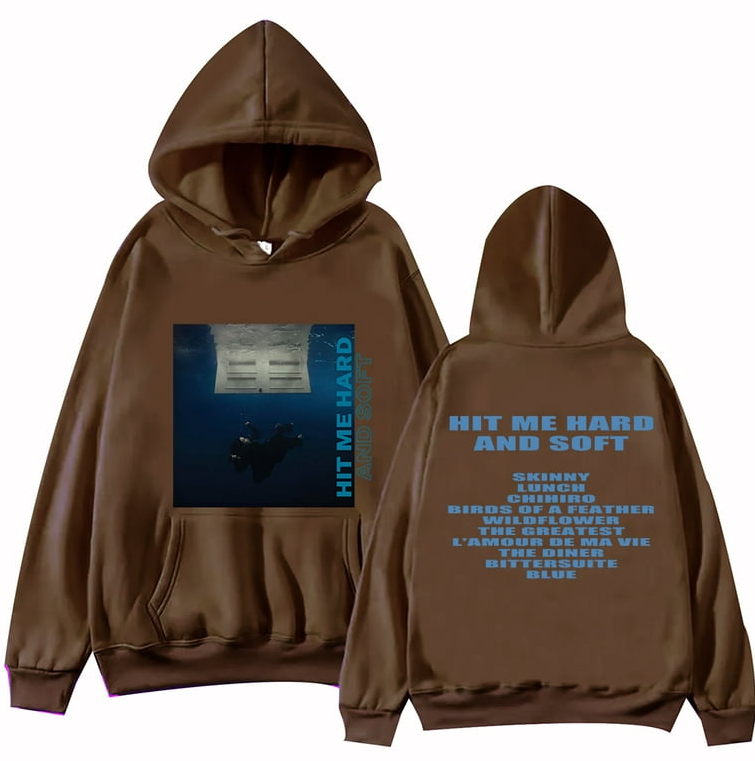 HIT ME HARD
AND SOFT
HIT ME HARD
AND SOFT
SKINNY
LUNCH
CHIHIRO
BIRDS OF A FEATHER
WILDFLOWER
THE GREATEST
L'AMOUR DE MA VIE
THE DINER
BITTERSUITE
BLUE